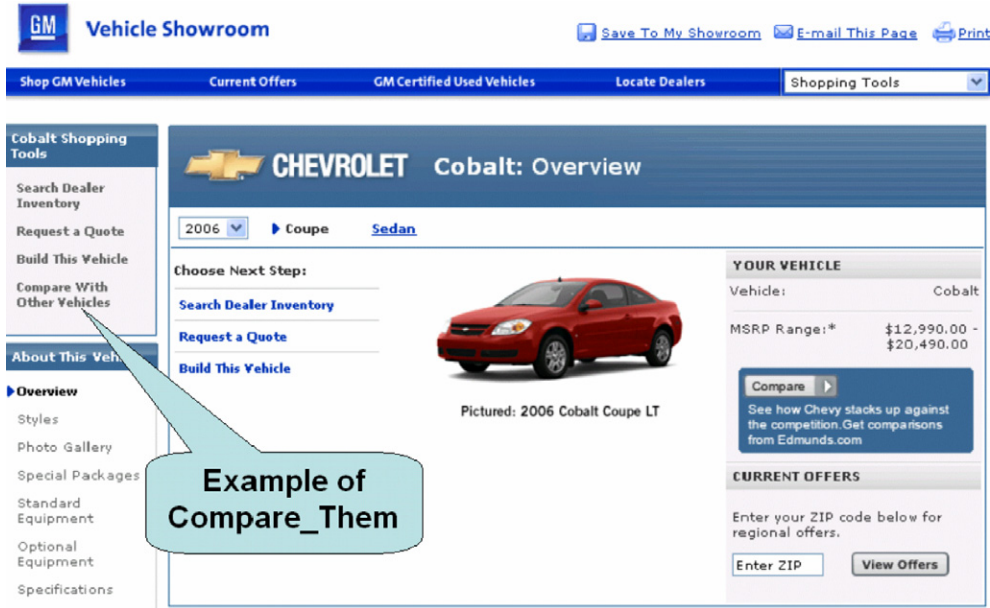 GM
Vehicle Showroom
Save To My Showroom E-mail This Page Print
Shop GM Vehicles Current Offers GM Certified Used Vehicles Locate Dealers Shopping Tools
Cobalt Shopping
Tools
Search Dealer
Inventory
Request a Quote
Build This Vehicle
Compare With
Other Vehicles
About This Veh
Overview
Styles
Photo Gallery
Special Packages
Standard
Equipment
Optional
Equipment
Specifications
CHEVROLET Cobalt: Overview
2006 Coupe Sedan
Choose Next Step:
Search Dealer Inventory
Request a Quote
Build This Vehicle
Pictured: 2006 Cobalt Coupe LT
Example of
Compare_Them
YOUR VEHICLE
Vehicle: Cobalt
MSRP Range:* $12,990.00 -
$20,490.00
Compare
See how Chevy stacks up against
the competition.Get comparisons
from Edmunds.com
CURRENT OFFERS
Enter your ZIP code below for
regional offers.
Enter ZIP View Offers